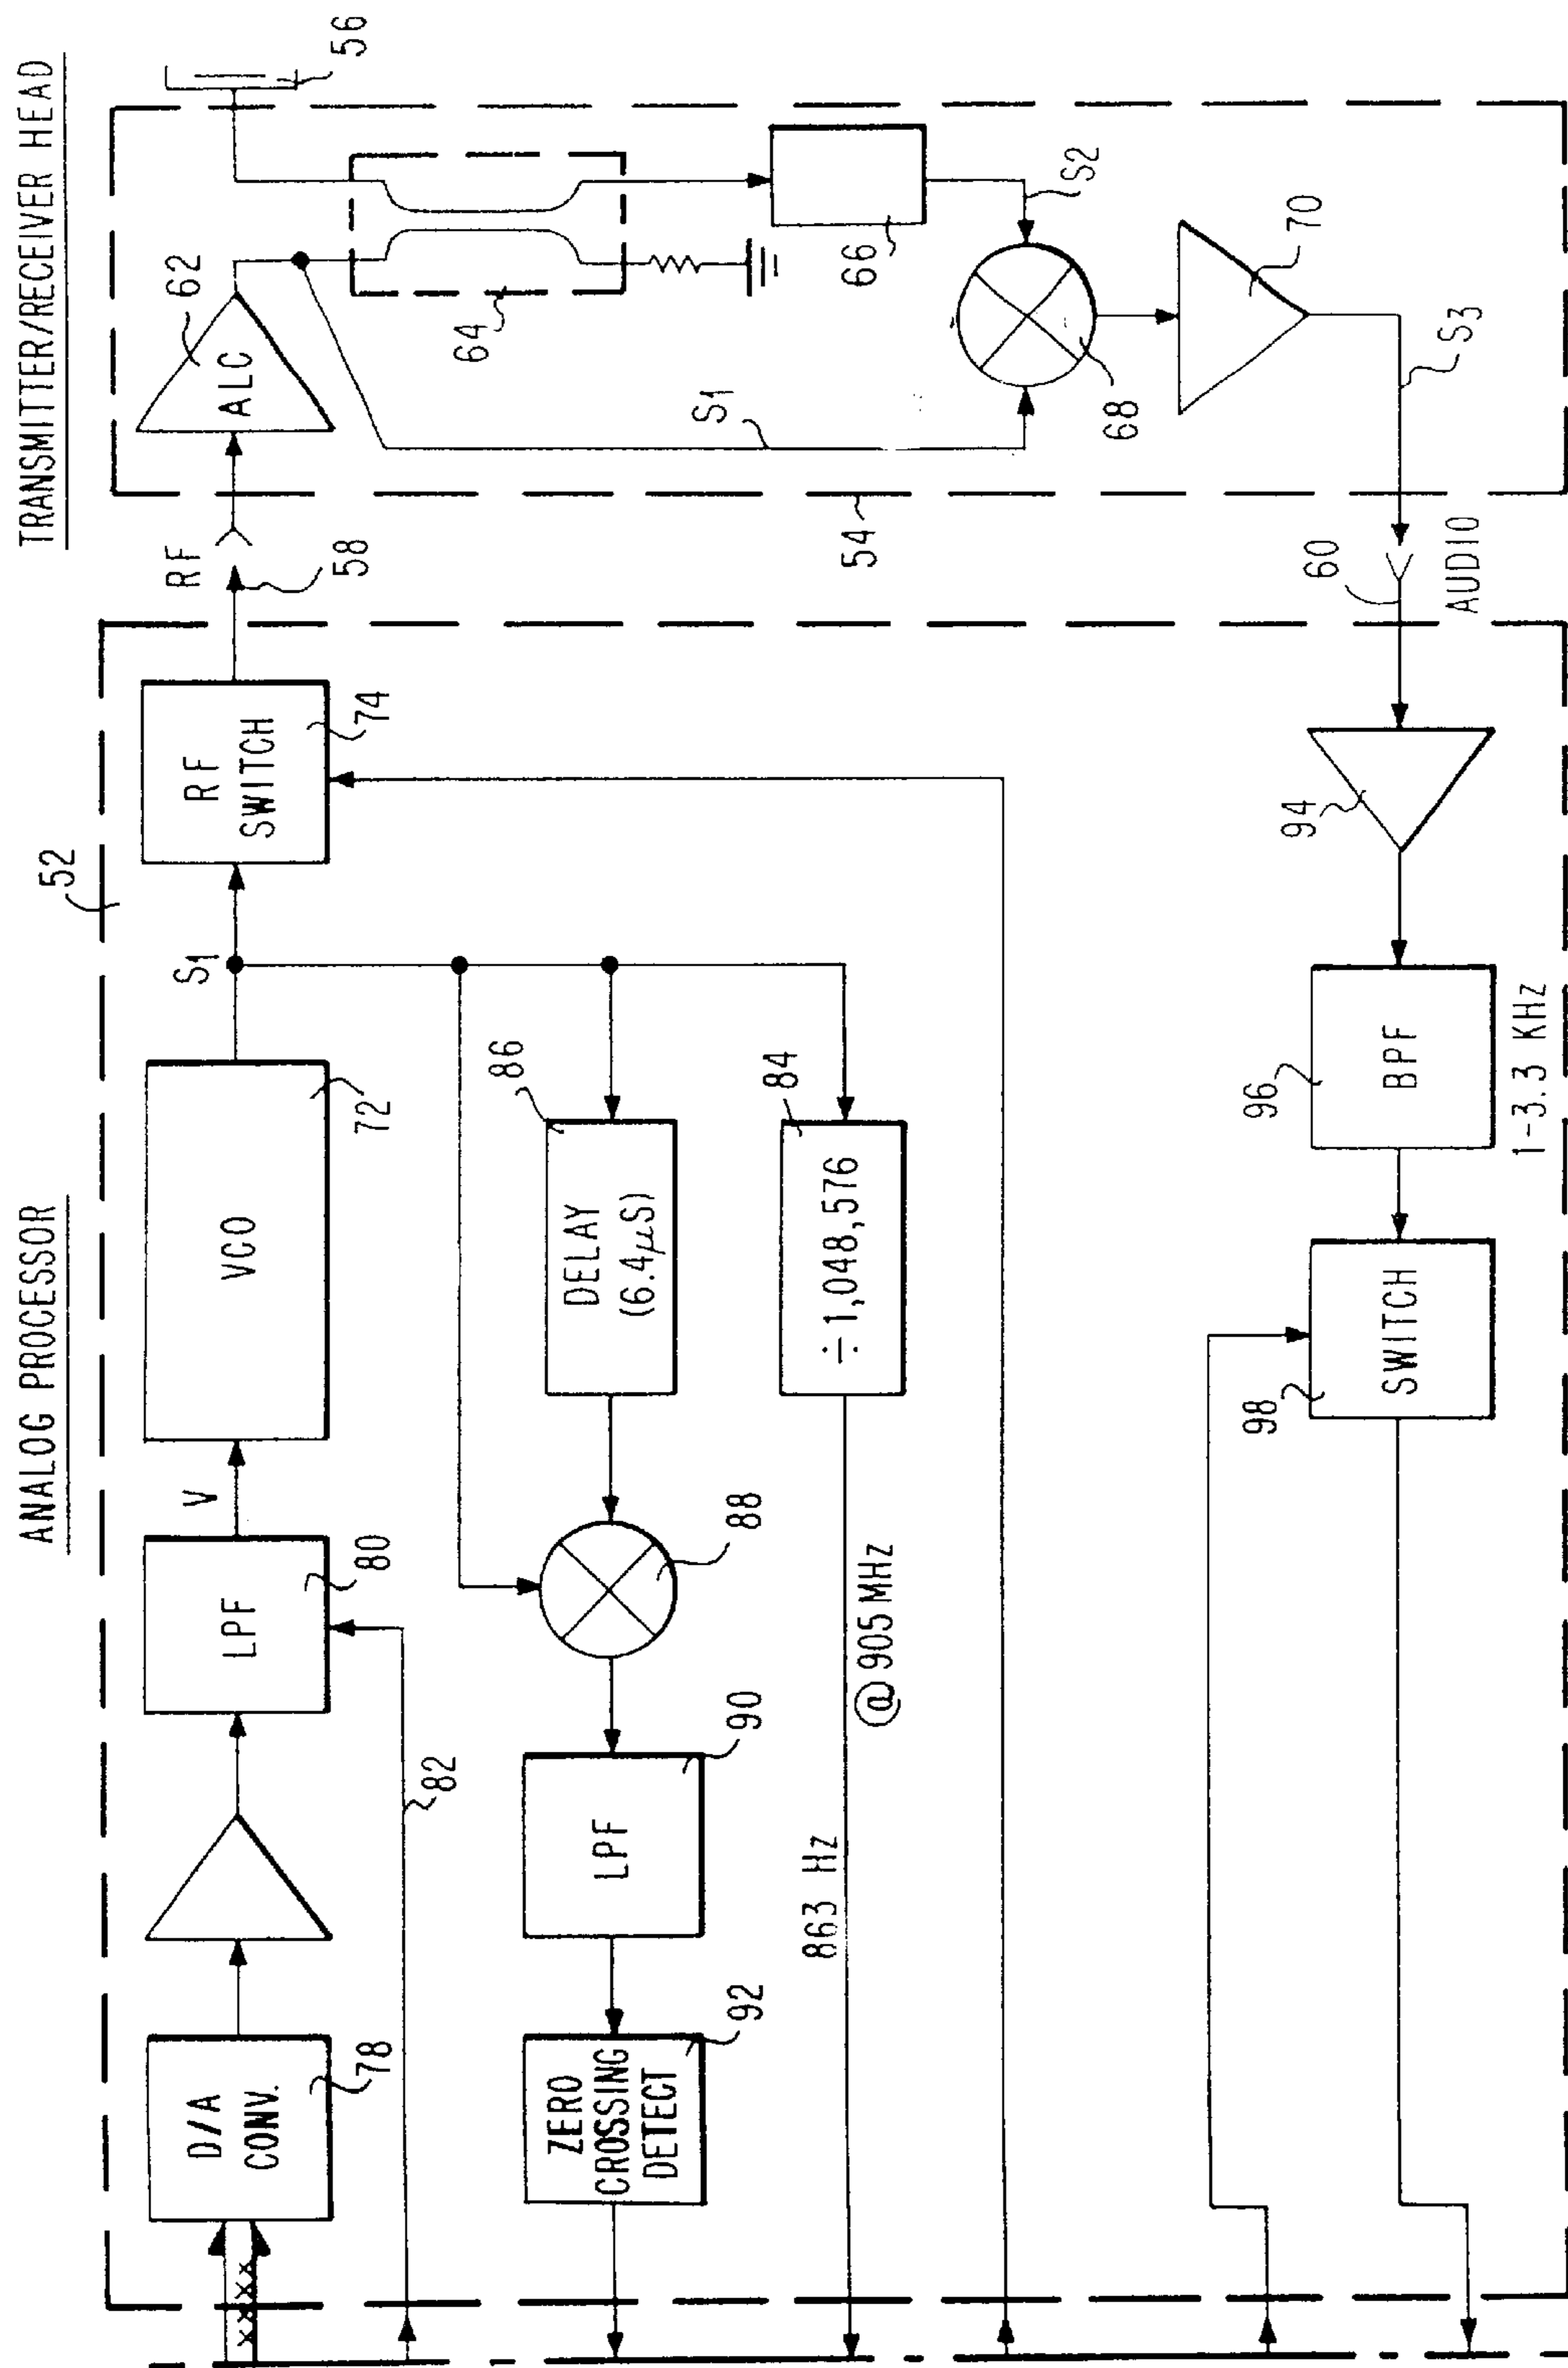 ANALOG PROCESSOR
TRANSMITTER/RECEIVER HEAD
52
D/A
CONV.
78
LPF
80
V
VCO
72
S1
RF
SWITCH
74
RF
58
ALC
62
56
82
64
ZERO
CROSSING
DETECT
92
LPF
90
88
DELAY
(6.4µS)
86
863 Hz
@ 905 MHz
÷ 1,048,576
84
S1
66
S2
68
70
54
S3
60
AUDIO
94
96
BPF
1-3.3 KHz
98
SWITCH